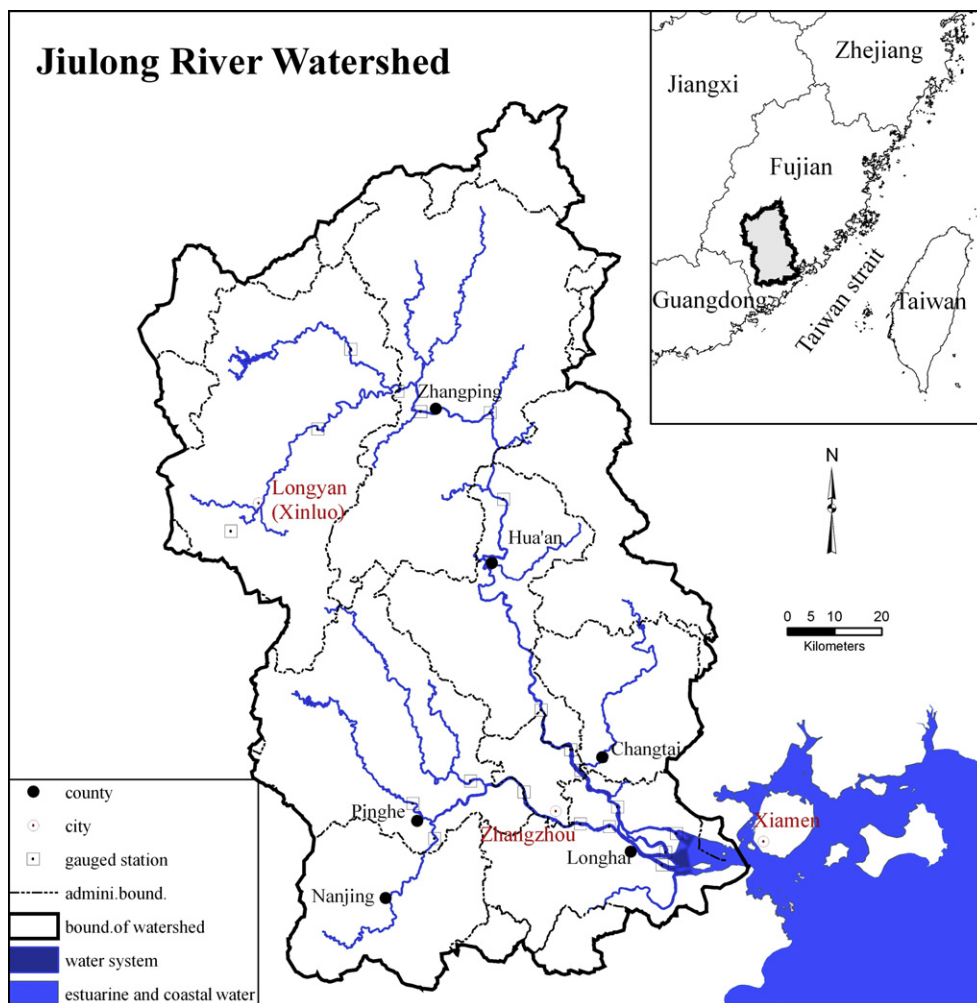 Jiulong River Watershed
Zhejiang
Jiangxi
Fujian
Guangdong
Taiwan strait
Taiwan
Zhangping
Longyan
(Xinluo)
Hua'an
N
0 10 20
Kilometers
Changtai
Pinghe
Zhangzhou
Xiamen
Longhai
Nanjing
county
city
gauged station
admini.bound.
bound.of watershed
water system
estuarine and coastal water